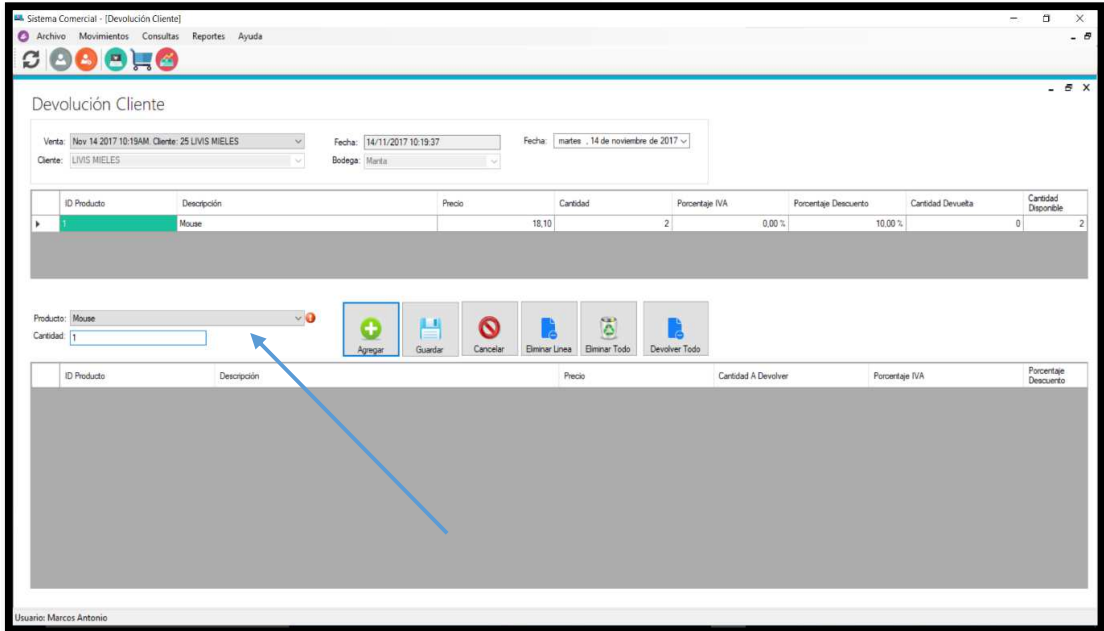 Sistema Comercial - [Devolución Cliente]
Archivo Movimientos Consultas Reportes Ayuda
Devolución Cliente
Venta: Nov 14 2017 10:19AM. Cliente: 25 LIVIS MIELES Fecha: 14/11/2017 10:19:37 Fecha: martes , 14 de noviembre de 2017
Cliente: LIVIS MIELES Bodega: Manta
ID Producto Descripción Precio Cantidad Porcentaje IVA Porcentaje Descuento Cantidad Devuelta Cantidad Disponible
1 Mouse 18,10 2 0,00 % 10,00 % 0 2
Producto: Mouse
Cantidad: 1
Agregar Guardar Cancelar Eliminar Linea Eliminar Todo Devolver Todo
ID Producto Descripción Precio Cantidad A Devolver Porcentaje IVA Porcentaje Descuento
Usuario: Marcos Antonio